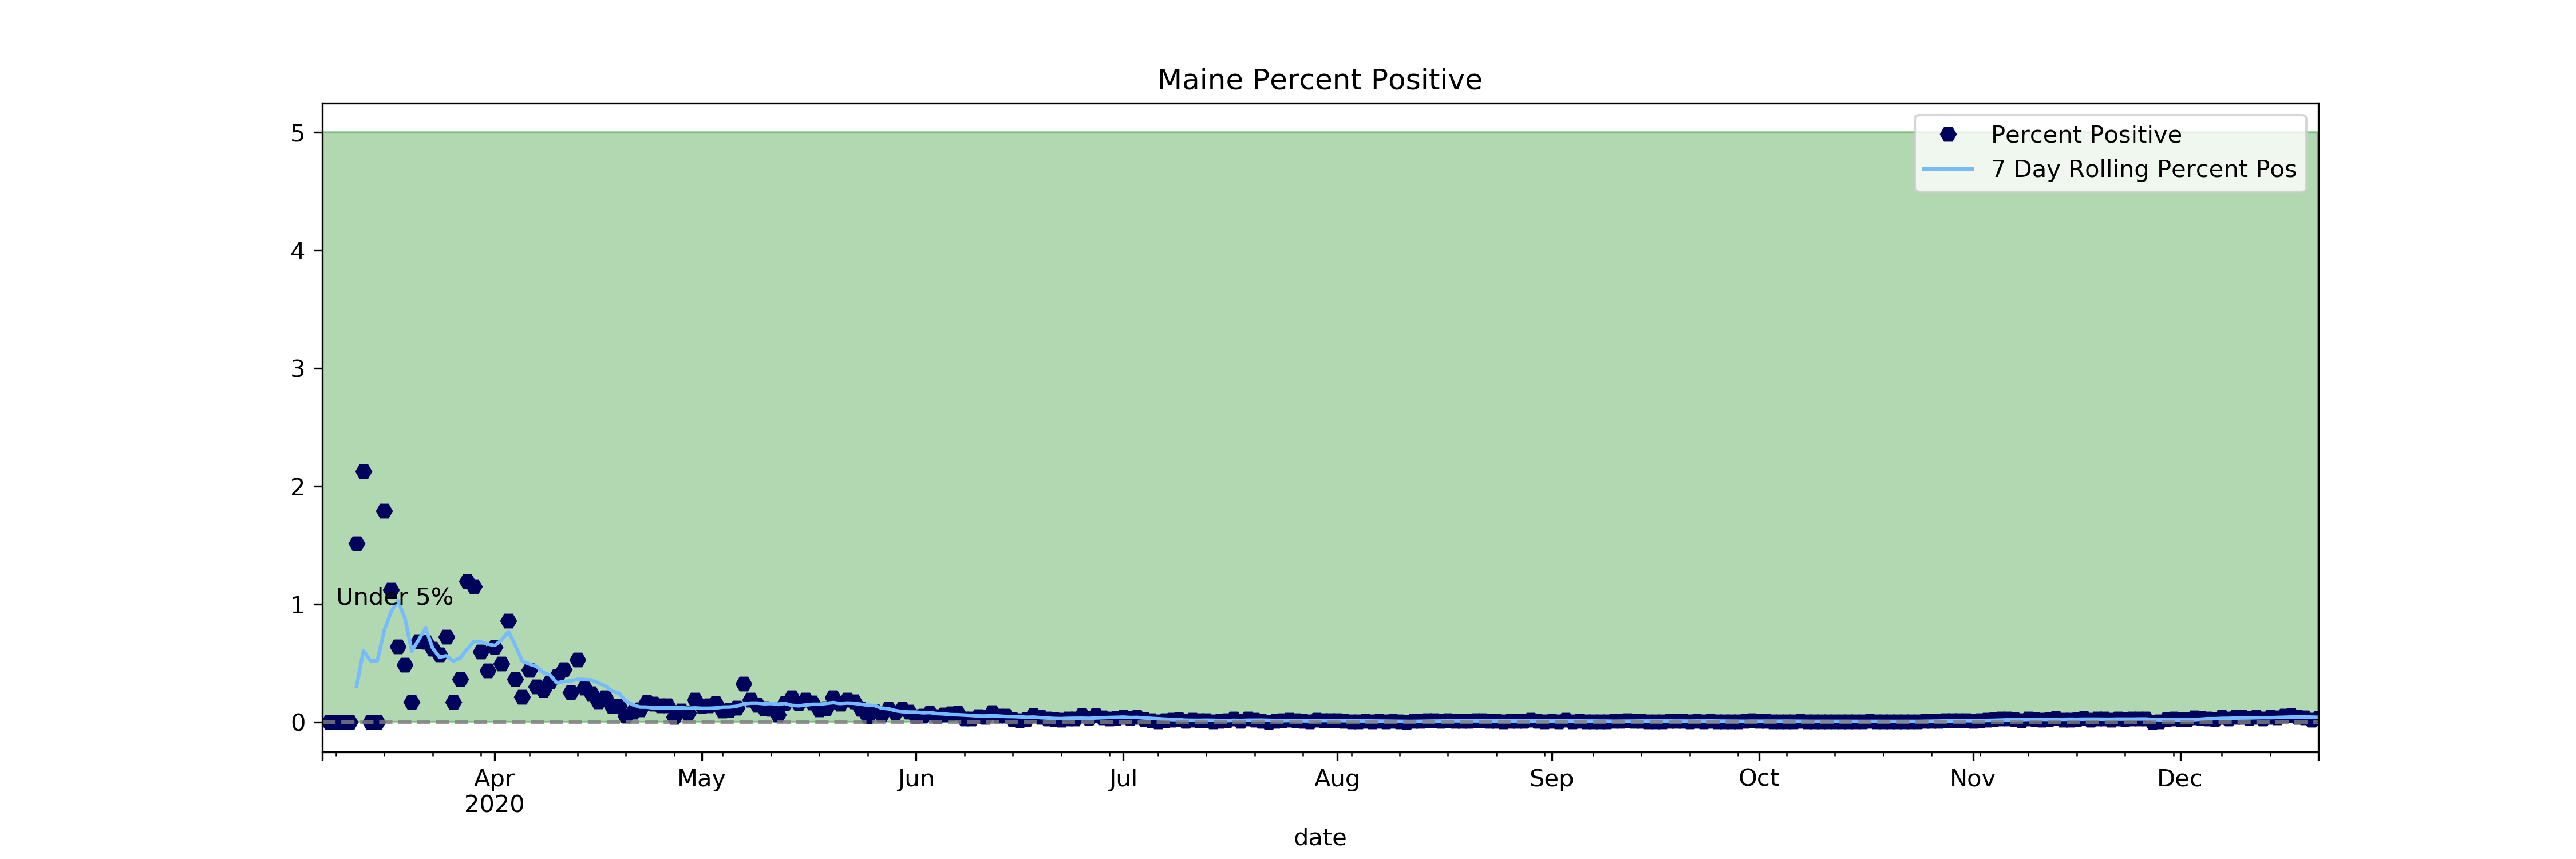 Maine Percent Positive
Percent Positive
7 Day Rolling Percent Pos
5
4
3
2
1
0
Under 5%
Apr
2020
May
Jun
Jul
Aug
Sep
Oct
Nov
Dec
date